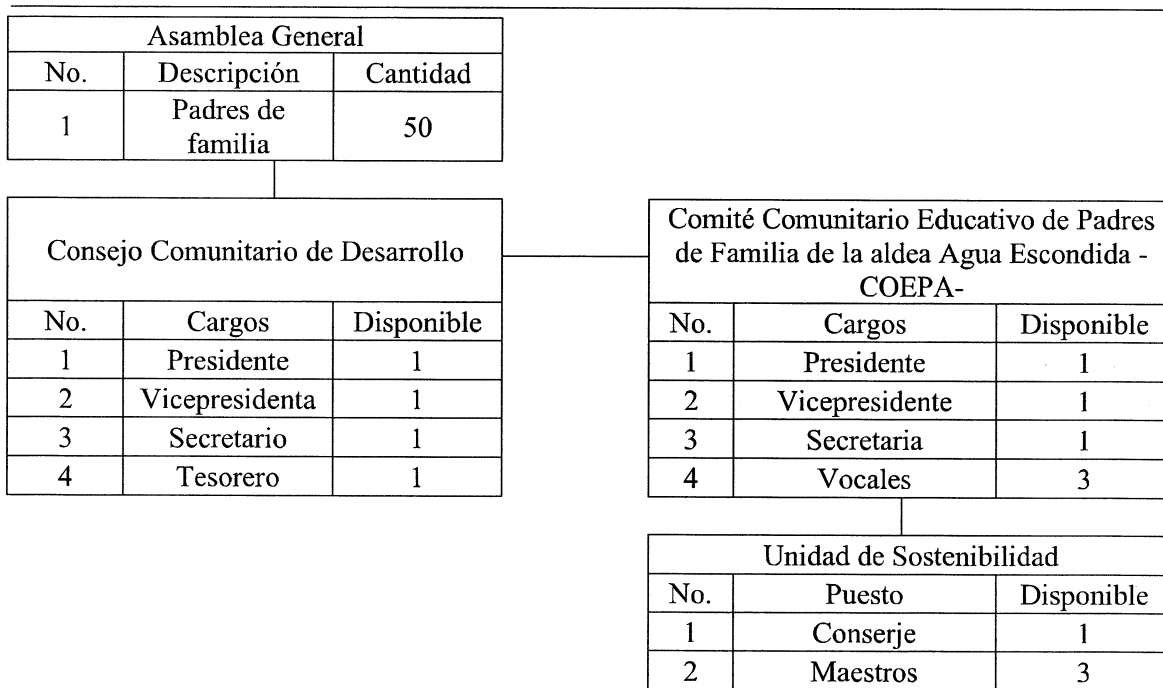 Asamblea General
No. Descripción Cantidad
1 Padres de familia 50
Consejo Comunitario de Desarrollo
No. Cargos Disponible
1 Presidente 1
2 Vicepresidenta 1
3 Secretario 1
4 Tesorero 1
Comité Comunitario Educativo de Padres
de Familia de la aldea Agua Escondida -
COEPA-
No. Cargos Disponible
1 Presidente 1
2 Vicepresidente 1
3 Secretaria 1
4 Vocales 3
Unidad de Sostenibilidad
No. Puesto Disponible
1 Conserje 1
2 Maestros 3